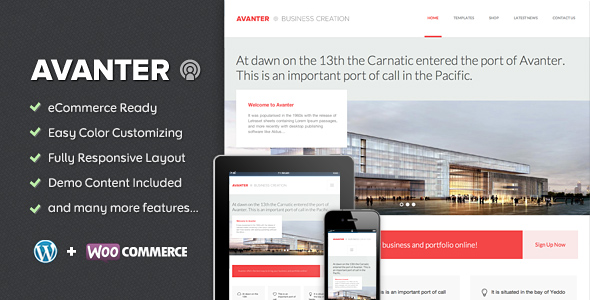 AVANTER
eCommerce Ready
Easy Color Customizing
Fully Responsive Layout
Demo Content Included
and many more features...
W + WOO COMMERCE
AVANTER BUSINESS CREATION
HOME TEMPLATES SHOP LATEST NEWS CONTACT US
At dawn on the 13th the Carnatic entered the port of Avanter.
This is an important port of call in the Pacific.
Welcome to Avanter
It was popularised in the 1960s with the release of
Letraset sheets containing Lorem Ipsum passages,
and more recently with desktop publishing
software like Aldus
business and portfolio online!
Sign Up Now
important port of call
It is situated in the bay of Yeddo
AVANTER BUSINESS CREATION
At dawn on the 13th the Carnatic entered the port of
Avanter. This is an important port of call in the Pacific.
AVANTER